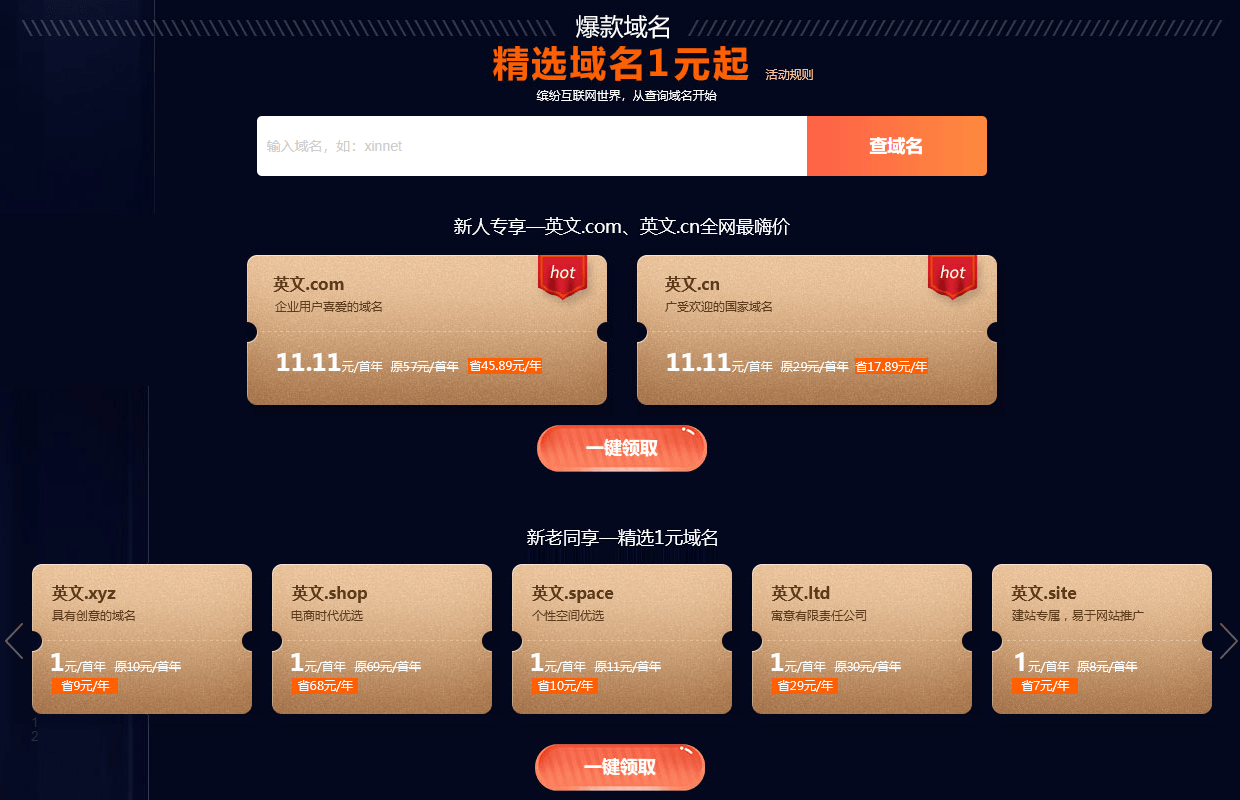 爆款域名
精选域名1元起 活动规则
缤纷互联网世界，从查询域名开始
输入域名，如：xinnet 查域名
新人专享—英文.com、英文.cn全网最嗨价
英文.com hot
企业用户喜爱的域名
11.11元/首年 原57元/首年 省45.89元/年
英文.cn hot
广受欢迎的国家域名
11.11元/首年 原29元/首年 省17.89元/年
一键领取
新老同享—精选1元域名
英文.xyz
具有创意的域名
1元/首年 原10元/首年
省9元/年
英文.shop
电商时代优选
1元/首年 原69元/首年
省68元/年
英文.space
个性空间优选
1元/首年 原11元/首年
省10元/年
英文.ltd
寓意有限责任公司
1元/首年 原30元/首年
省29元/年
英文.site
建站专属，易于网站推广
1元/首年 原8元/首年
省7元/年
1
2
一键领取